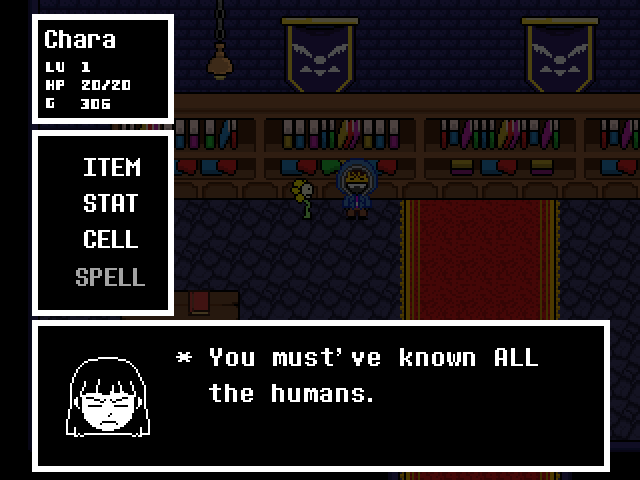 Chara
LV 1
HP 20/20
G 306
ITEM
STAT
CELL
SPELL
* You must've known ALL
the humans.